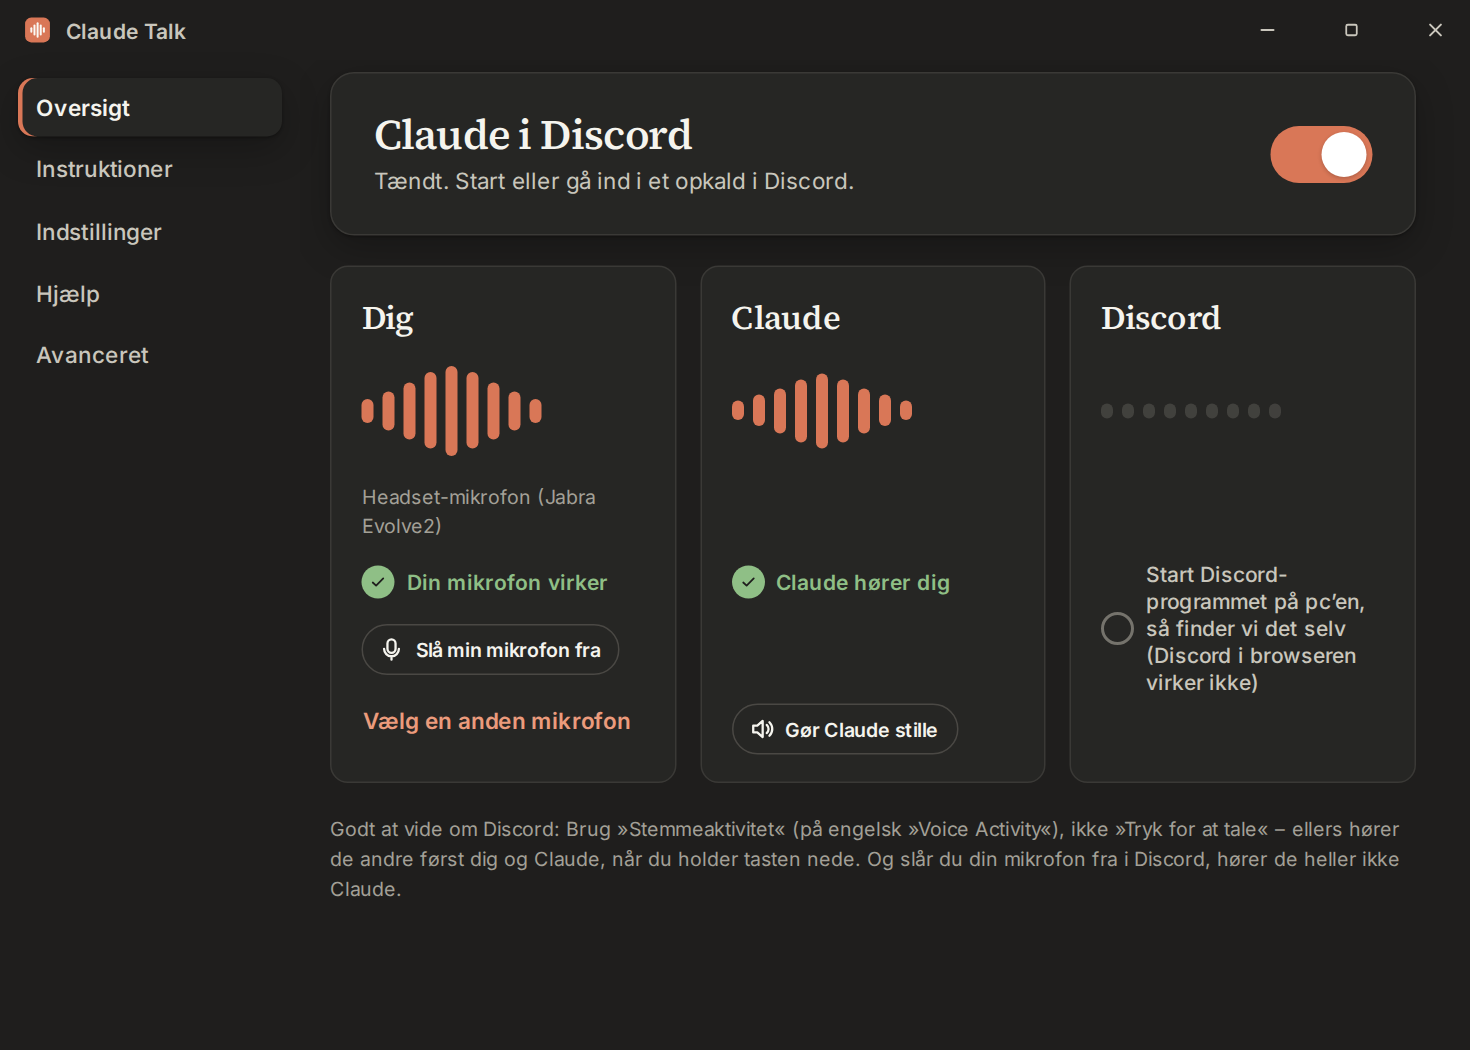 Claude Talk
Oversigt
Instruktioner
Indstillinger
Hjælp
Avanceret
Claude i Discord
Tændt. Start eller gå ind i et opkald i Discord.
Dig
Headset-mikrofon (Jabra
Evolve2)
Din mikrofon virker
Slå min mikrofon fra
Vælg en anden mikrofon
Claude
Claude hører dig
Gør Claude stille
Discord
Start Discord-
programmet på pc’en,
så finder vi det selv
(Discord i browseren
virker ikke)
Godt at vide om Discord: Brug »Stemmeaktivitet« (på engelsk »Voice Activity«), ikke »Tryk for at tale« – ellers hører
de andre først dig og Claude, når du holder tasten nede. Og slår du din mikrofon fra i Discord, hører de heller ikke
Claude.